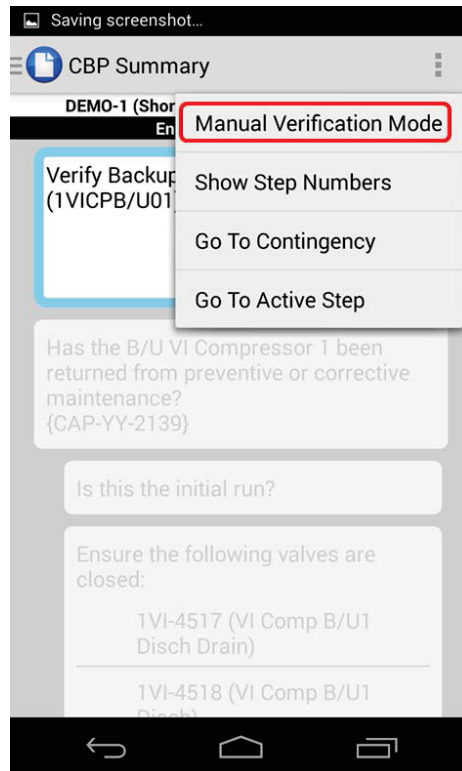 Saving screenshot...
CBP Summary
DEMO-1 (Shor
En
Manual Verification Mode
Show Step Numbers
Go To Contingency
Go To Active Step
Verify Backup
(1VICPB/U01
Has the B/U VI Compressor 1 been
returned from preventive or corrective
maintenance?
{CAP-YY-2139}
Is this the initial run?
Ensure the following valves are
closed:
1VI-4517 (VI Comp B/U1
Disch Drain)
1VI-4518 (VI Comp B/U1
Disch)